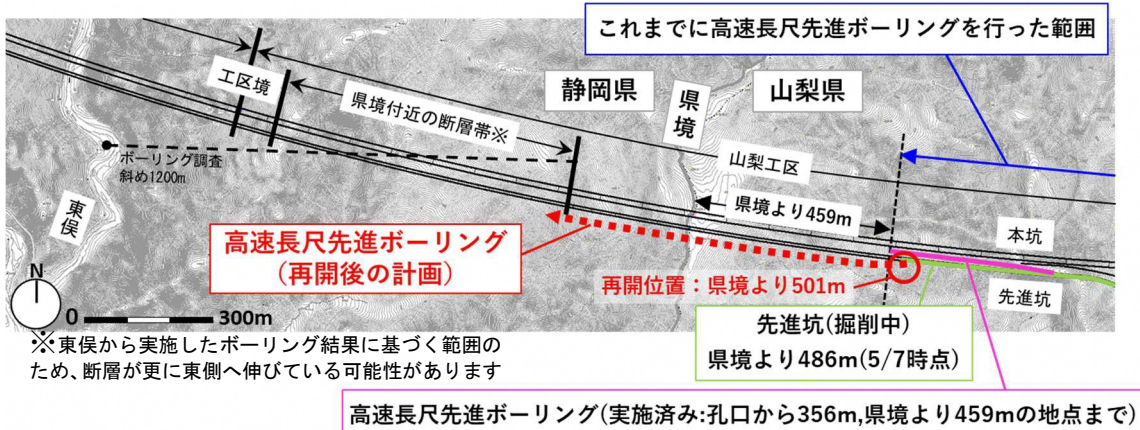 これまでに高速長尺先進ボーリングを行った範囲
工区境
県境付近の断層帯※
静岡県
県境
山梨県
ボーリング調査
斜め1200m
東俣
山梨工区
県境より459m
本坑
高速長尺先進ボーリング
(再開後の計画)
再開位置：県境より501m
先進坑
N
0 300m
先進坑(掘削中)
県境より486m(5/7時点)
※東俣から実施したボーリング結果に基づく範囲の
ため、断層が更に東側へ伸びている可能性があります
高速長尺先進ボーリング(実施済み:孔口から356m,県境より459mの地点まで)